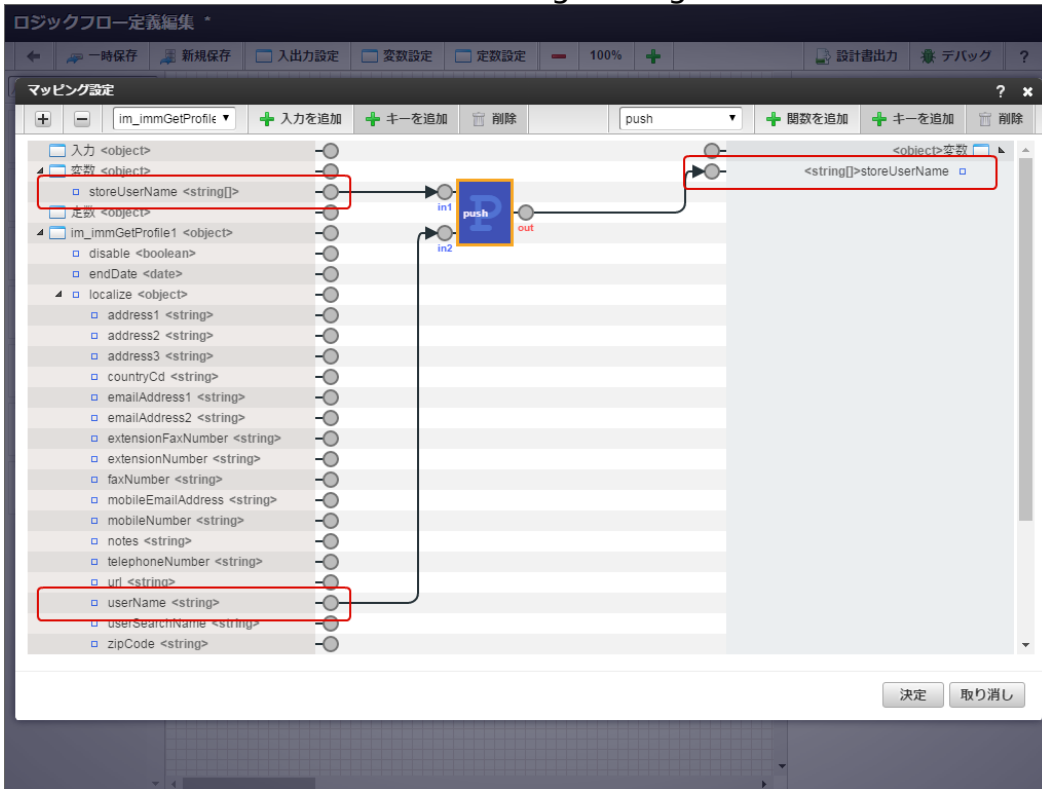 ロジックフロー定義編集 *
一時保存 新規保存 入出力設定 変数設定 定数設定 100% 設計書出力 デバッグ ?
マッピング設定 ? ×
im_immGetProfile 入力を追加 キーを追加 削除 push 関数を追加 キーを追加 削除
入力 <object> <object>変数
変数 <object> <string[]>storeUserName
storeUserName <string[]>
in1 push out
定数 <object>
im_immGetProfile1 <object> in2
disable <boolean>
endDate <date>
localize <object>
address1 <string>
address2 <string>
address3 <string>
countryCd <string>
emailAddress1 <string>
emailAddress2 <string>
extensionFaxNumber <string>
extensionNumber <string>
faxNumber <string>
mobileEmailAddress <string>
mobileNumber <string>
notes <string>
telephoneNumber <string>
url <string>
userName <string>
userSearchName <string>
zipCode <string>
決定 取り消し